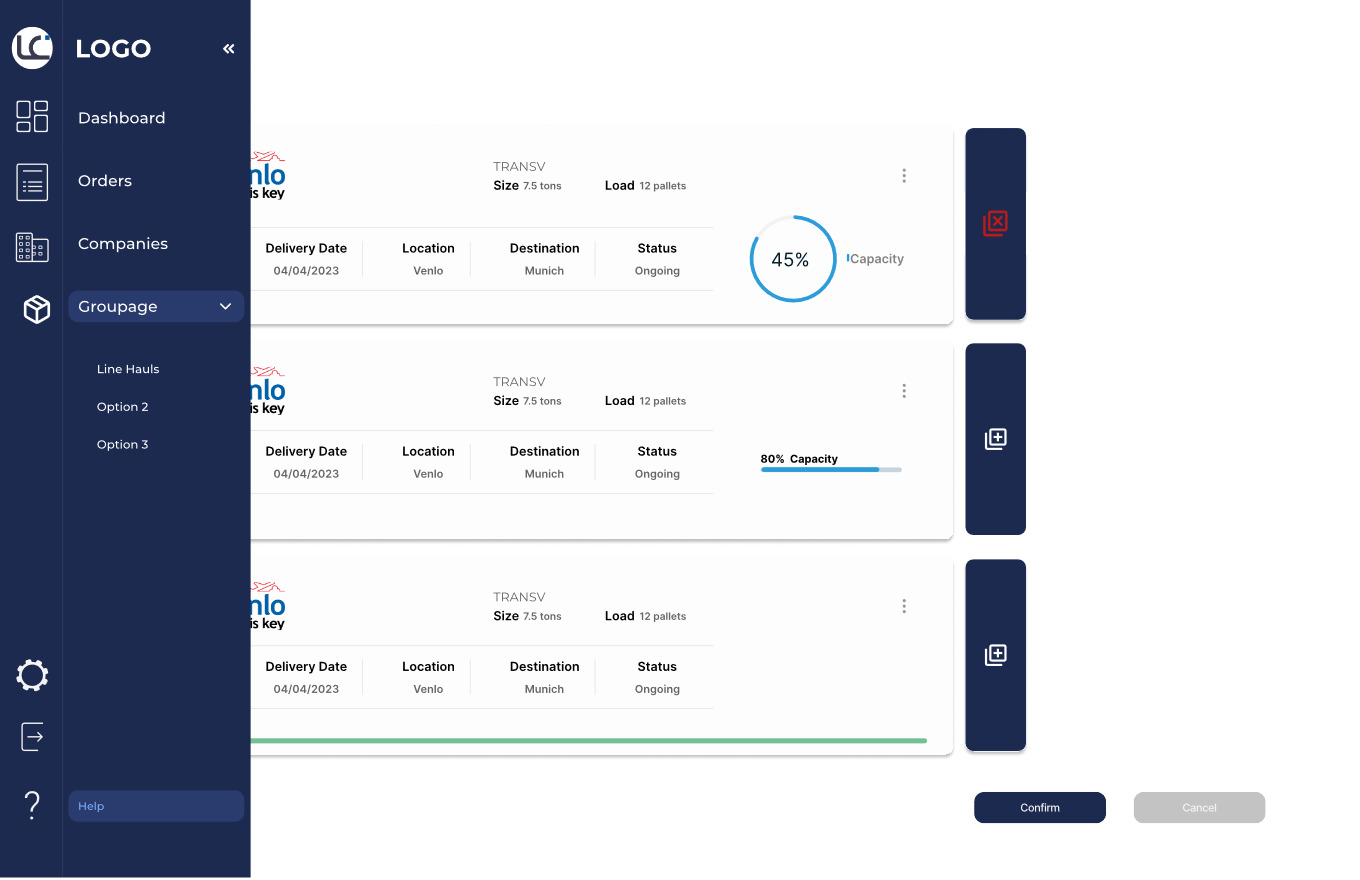 LC
LOGO
Dashboard
Orders
Companies
Groupage
Line Hauls
Option 2
Option 3
Help
nlo
is key
TRANSV
Size 7.5 tons Load 12 pallets
Delivery Date Location Destination Status
04/04/2023 Venlo Munich Ongoing
45%
Capacity
nlo
is key
TRANSV
Size 7.5 tons Load 12 pallets
Delivery Date Location Destination Status
04/04/2023 Venlo Munich Ongoing
80% Capacity
nlo
is key
TRANSV
Size 7.5 tons Load 12 pallets
Delivery Date Location Destination Status
04/04/2023 Venlo Munich Ongoing
Confirm Cancel